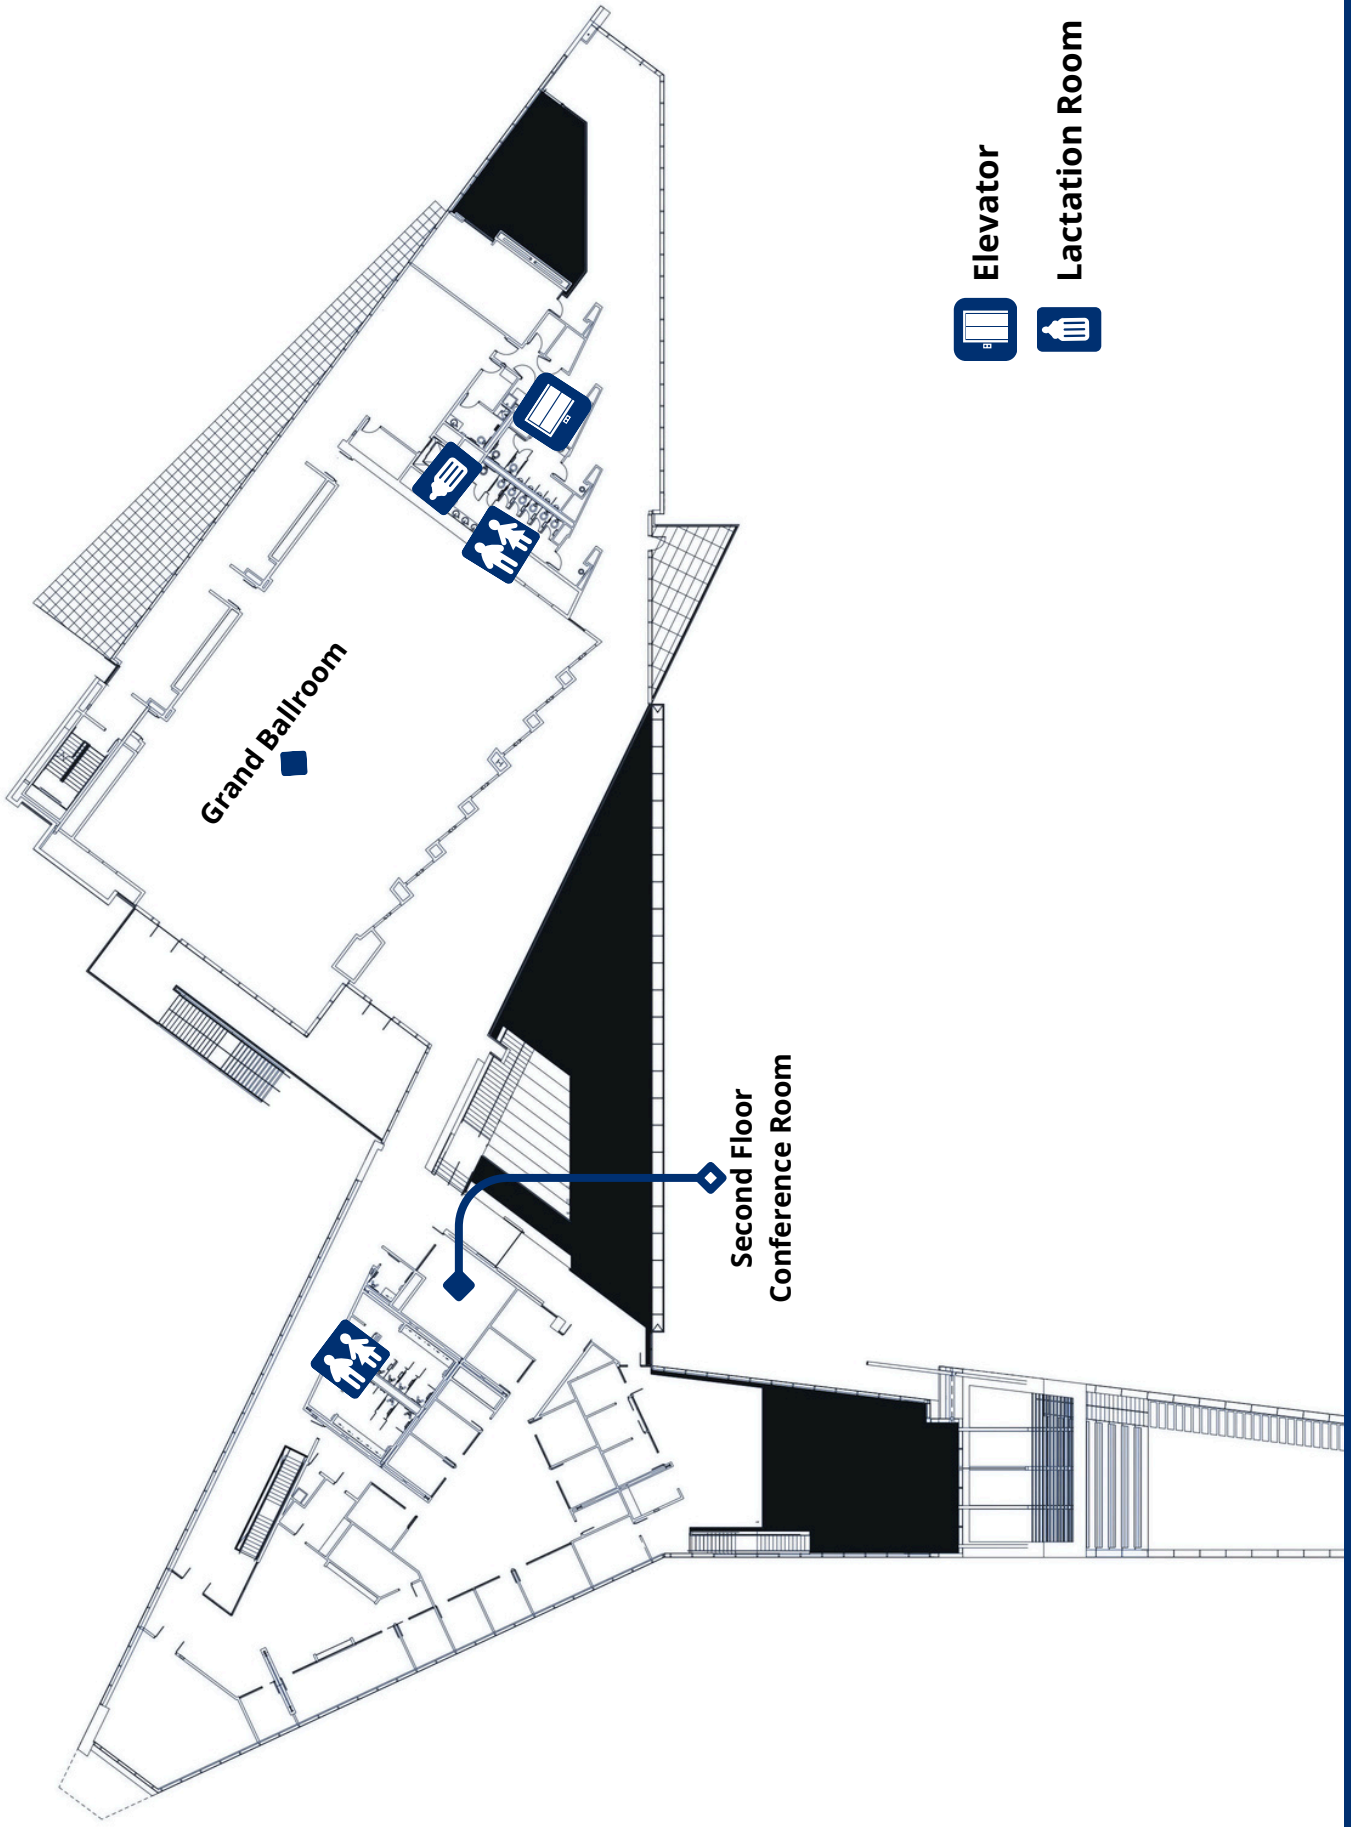 Grand Ballroom
Second Floor
Conference Room
Elevator
Lactation Room